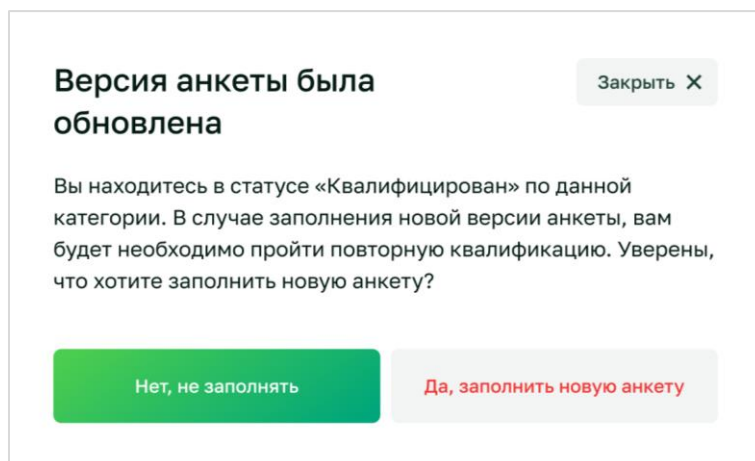 Версия анкеты была
обновлена
Закрыть ✕
Вы находитесь в статусе «Квалифицирован» по данной
категории. В случае заполнения новой версии анкеты, вам
будет необходимо пройти повторную квалификацию. Уверены,
что хотите заполнить новую анкету?
Нет, не заполнять
Да, заполнить новую анкету